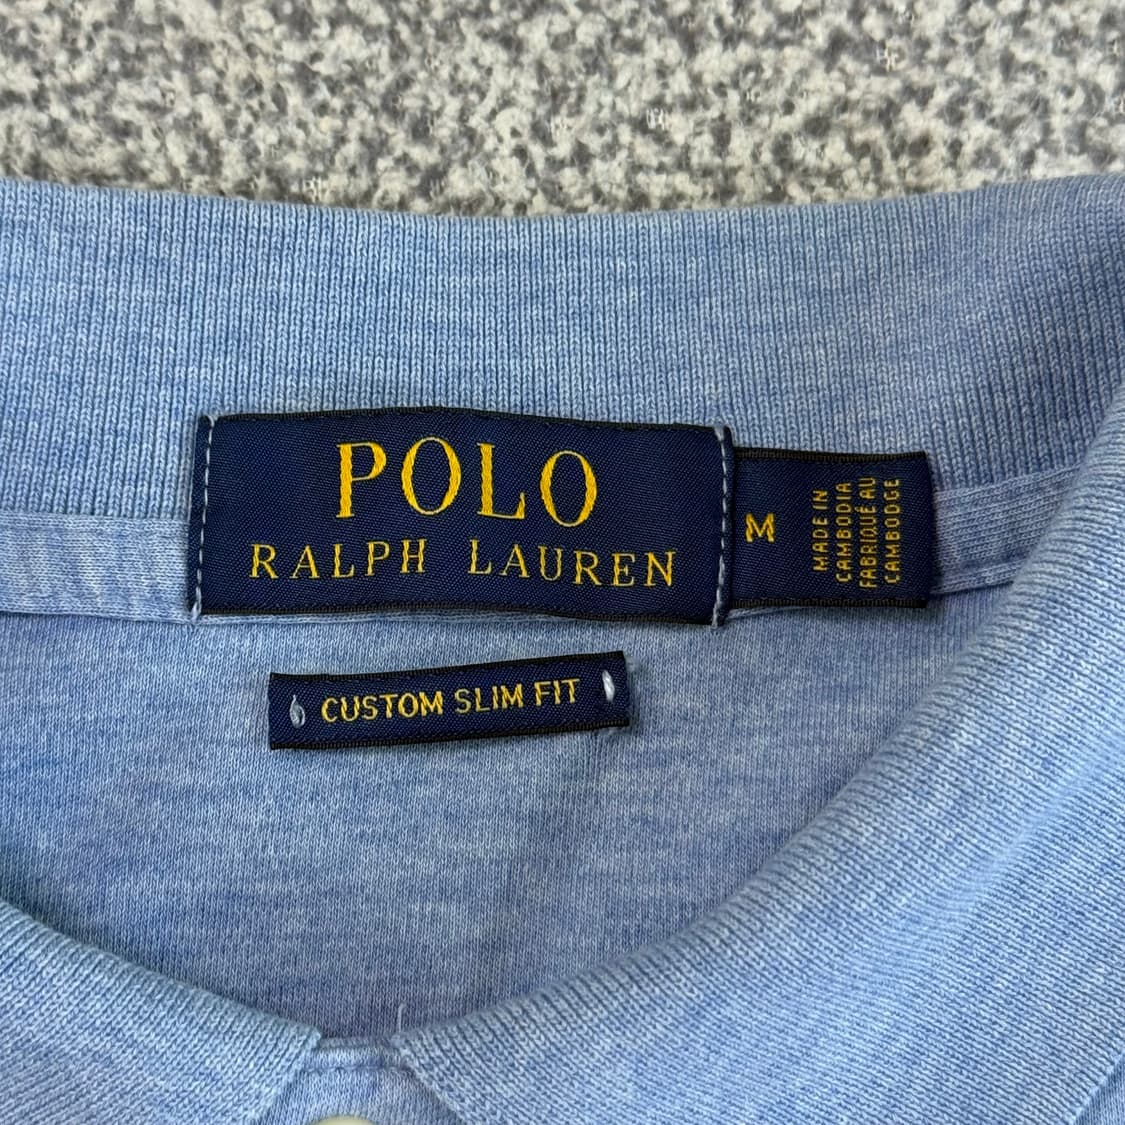 POLO
RALPH LAUREN
M
MADE IN
CAMBODIA
FABRIQUÉ AU
CAMBODGE
CUSTOM SLIM FIT